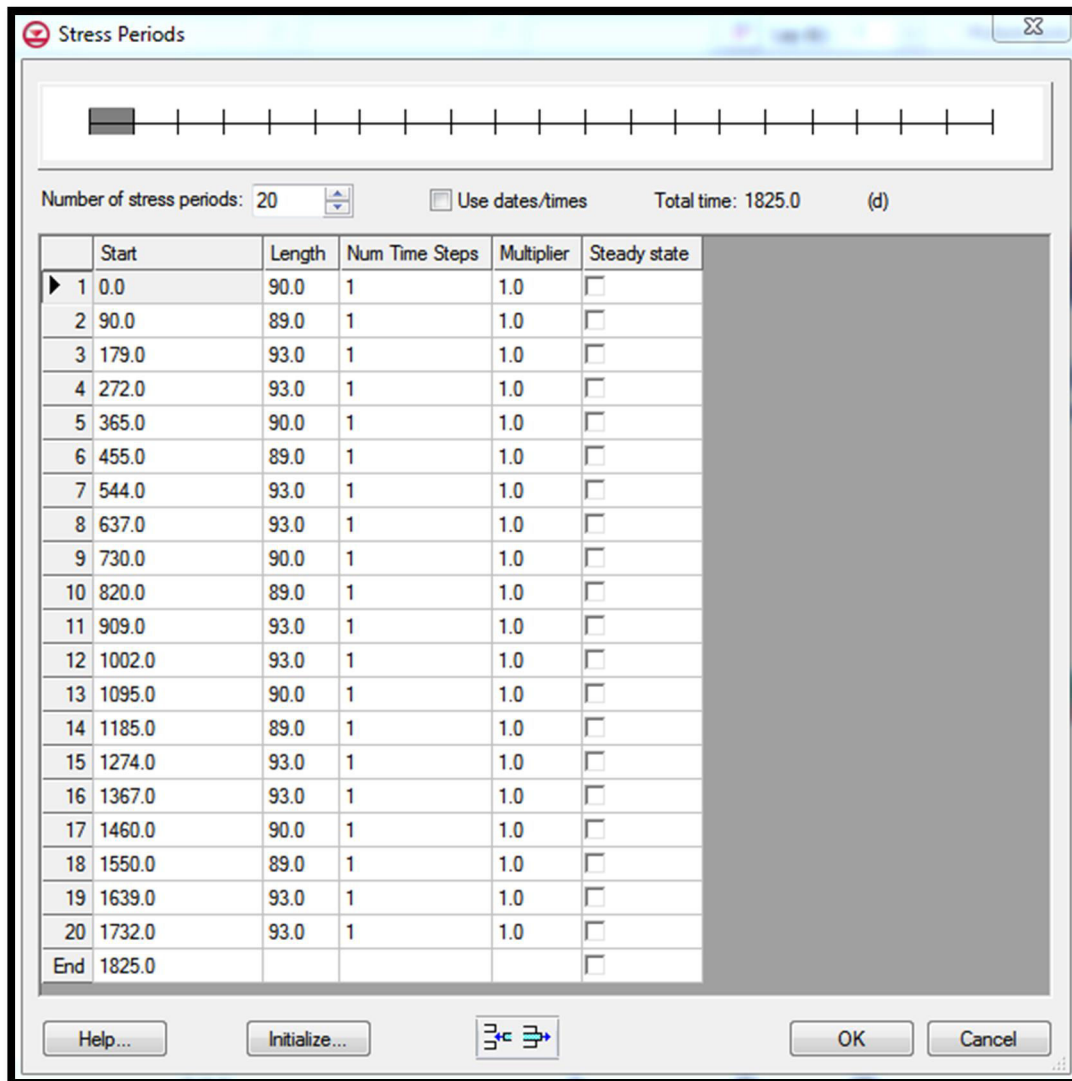 Stress Periods
Number of stress periods: 20 Use dates/times Total time: 1825.0 (d)
Start Length Num Time Steps Multiplier Steady state
1 0.0 90.0 1 1.0
2 90.0 89.0 1 1.0
3 179.0 93.0 1 1.0
4 272.0 93.0 1 1.0
5 365.0 90.0 1 1.0
6 455.0 89.0 1 1.0
7 544.0 93.0 1 1.0
8 637.0 93.0 1 1.0
9 730.0 90.0 1 1.0
10 820.0 89.0 1 1.0
11 909.0 93.0 1 1.0
12 1002.0 93.0 1 1.0
13 1095.0 90.0 1 1.0
14 1185.0 89.0 1 1.0
15 1274.0 93.0 1 1.0
16 1367.0 93.0 1 1.0
17 1460.0 90.0 1 1.0
18 1550.0 89.0 1 1.0
19 1639.0 93.0 1 1.0
20 1732.0 93.0 1 1.0
End 1825.0
Help... Initialize... OK Cancel